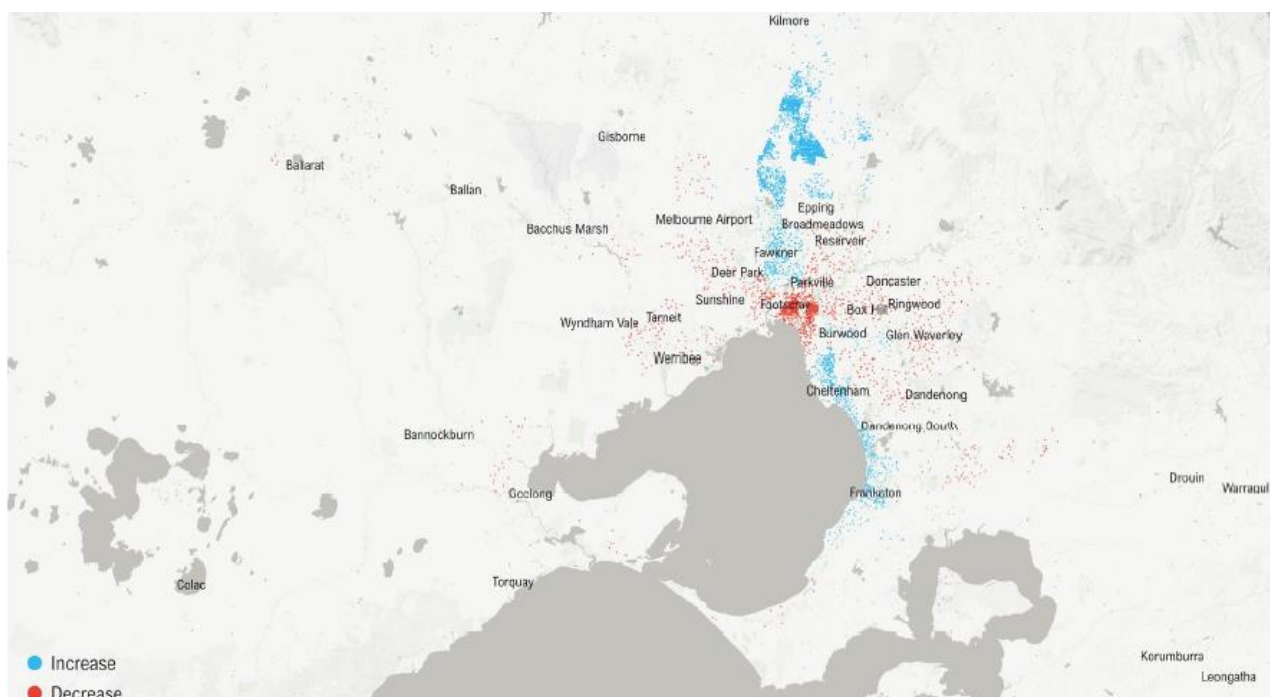 Kilmore
Gisborne
Ballarat
Ballan
Epping
Melbourne Airport
Broadmeadows
Bacchus Marsh
Reservoir
Fawkner
Deer Park
Parkville
Doncaster
Sunshine
Footscray
Box Hill
Ringwood
Tarneit
Wyndham Vale
Burwood
Glen Waverley
Werribee
Cheltenham
Dandenong
Dandenong South
Bannockburn
Geelong
Frankston
Drouin
Warragul
Colac
Torquay
Korumburra
Leongatha
Increase
Decrease